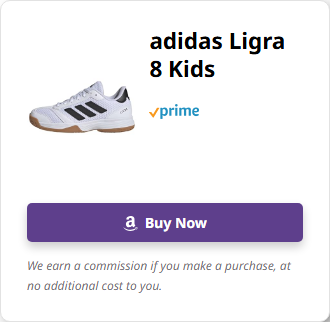 adidas Ligra
8 Kids
prime
Buy Now
We earn a commission if you make a purchase, at
no additional cost to you.